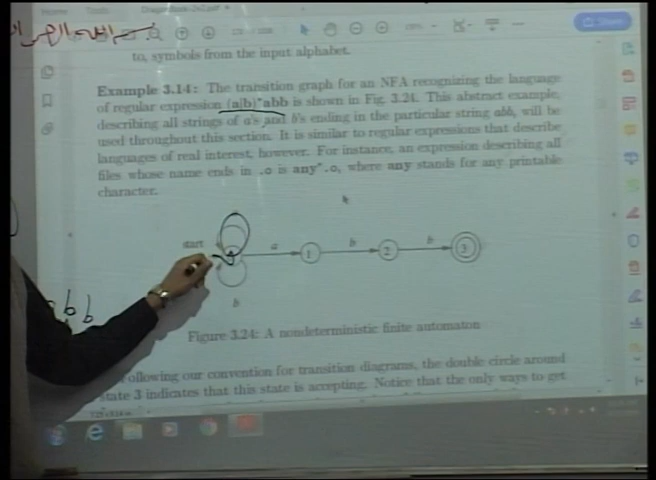 بسم الله الر
to, symbols from the input alphabet.
Example 3.14: The transition graph for an NFA recognizing the language
of regular expression (a|b)*abb is shown in Fig. 3.24. This abstract example,
describing all strings of a's and b's ending in the particular string abb, will be
used throughout this section. It is similar to regular expressions that describe
languages of real interest, however. For instance, an expression describing all
files whose name ends in .o is any*.o, where any stands for any printable
character.
start
a
1
b
2
b
3
b
bb
Figure 3.24: A nondeterministic finite automaton
ollowing our convention for transition diagrams, the double circle around
state 3 indicates that this state is accepting. Notice that the only ways to get